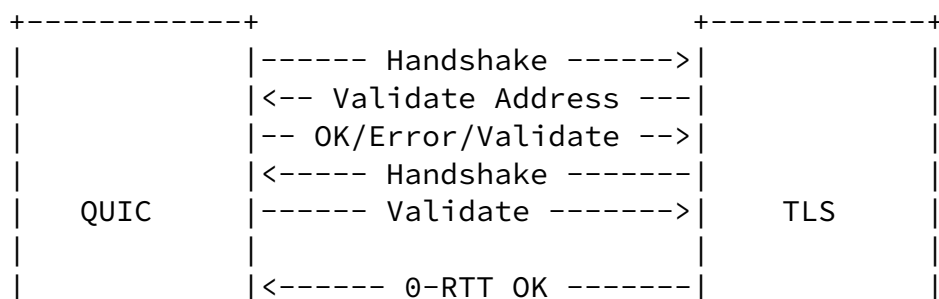 +------------+                        +------------+
|            |------ Handshake ------>|            |
|            |<-- Validate Address ---|            |
|            |-- OK/Error/Validate -->|            |
|            |<----- Handshake -------|            |
|   QUIC     |------ Validate ------->|    TLS     |
|            |                        |            |
|            |<------ 0-RTT OK -------|            |